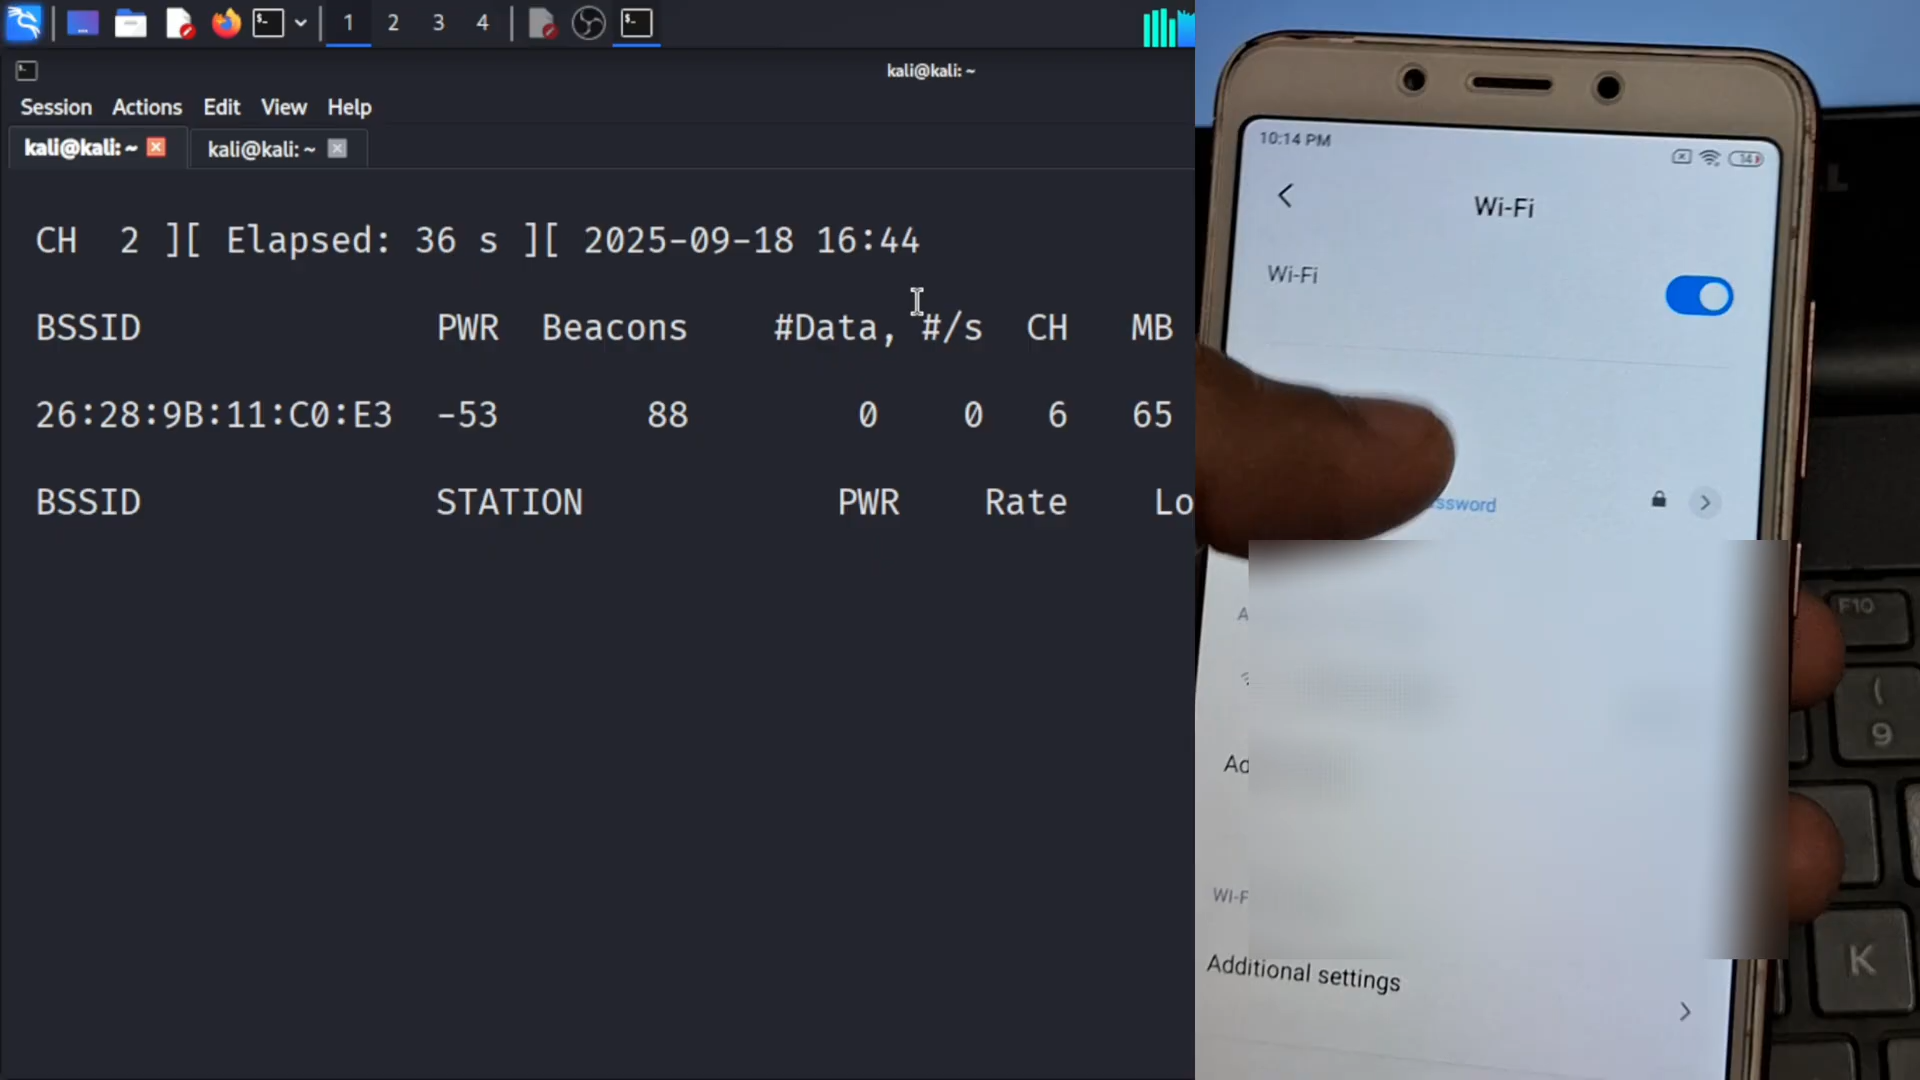 1 2 3 4
kali@kali: ~
Session Actions Edit View Help
kali@kali: ~ kali@kali: ~
CH 2 ][ Elapsed: 36 s ][ 2025-09-18 16:44
BSSID PWR Beacons #Data, #/s CH MB
26:28:9B:11:C0:E3 -53 88 0 0 6 65
BSSID STATION PWR Rate Lo
10:14 PM
14
Wi-Fi
Wi-Fi
ssword
A
Ad
WI-F
Additional settings
F10
(
9
K
L